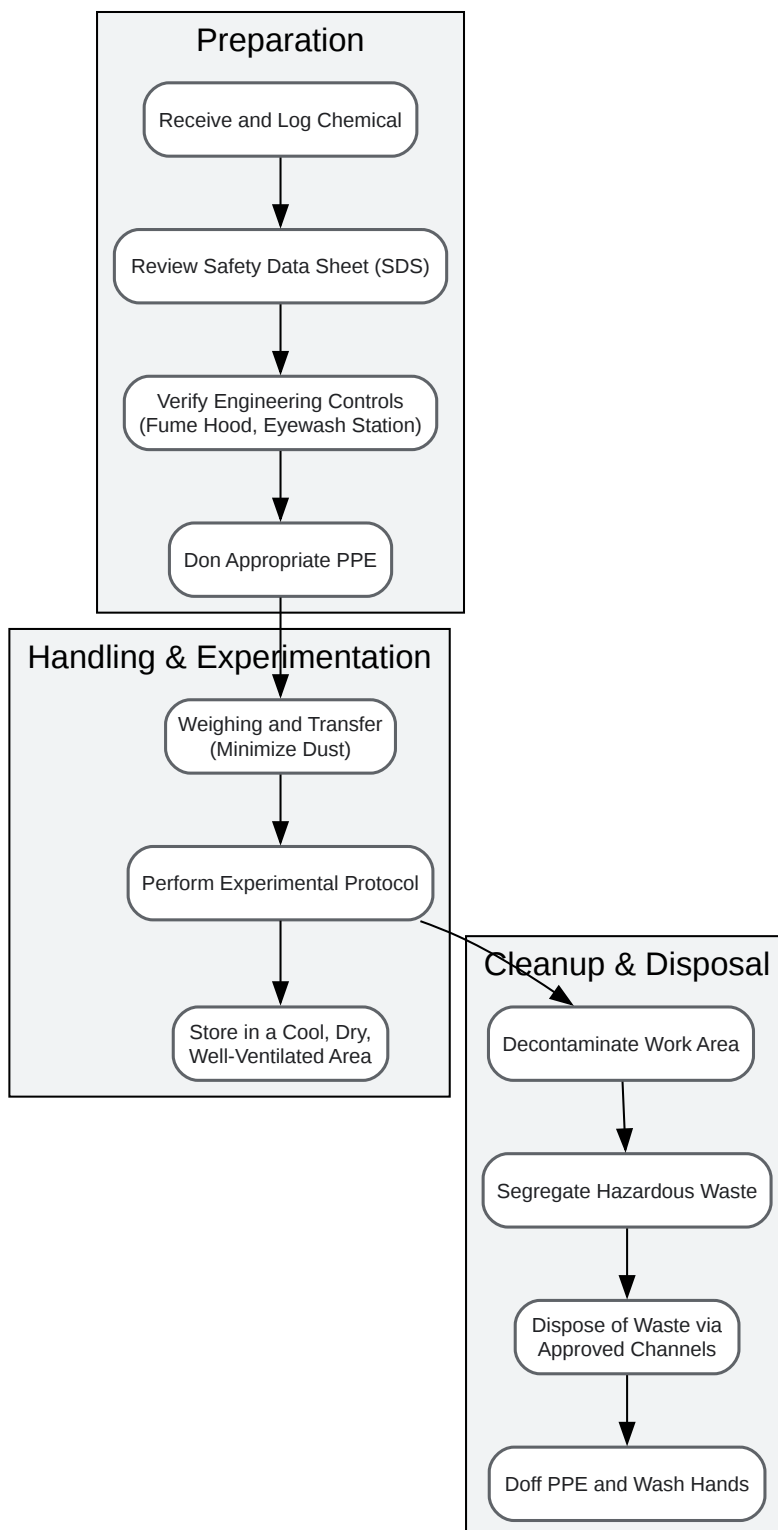 Preparation
Receive and Log Chemical
Review Safety Data Sheet (SDS)
Verify Engineering Controls
(Fume Hood, Eyewash Station)
Don Appropriate PPE
Handling & Experimentation
Weighing and Transfer
(Minimize Dust)
Perform Experimental Protocol
Store in a Cool, Dry,
Well-Ventilated Area
Cleanup & Disposal
Decontaminate Work Area
Segregate Hazardous Waste
Dispose of Waste via
Approved Channels
Doff PPE and Wash Hands